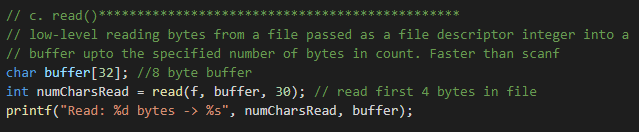 // c. read()***********************************************
// low-level reading bytes from a file passed as a file descriptor integer into a
// buffer upto the specified number of bytes in count. Faster than scanf
char buffer[32]; //8 byte buffer
int numCharsRead = read(f, buffer, 30); // read first 4 bytes in file
printf("Read: %d bytes -> %s", numCharsRead, buffer);